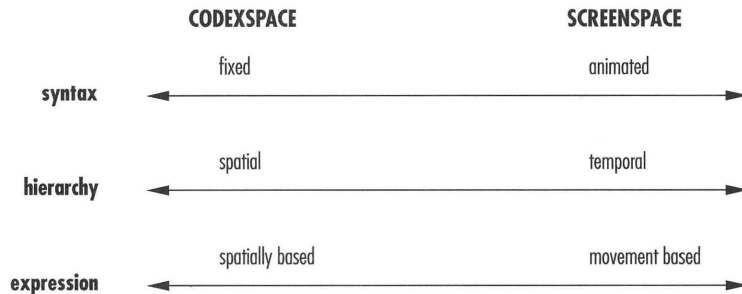 CODEXSPACE SCREENSPACE
fixed animated
syntax
spatial temporal
hierarchy
spatially based movement based
expression